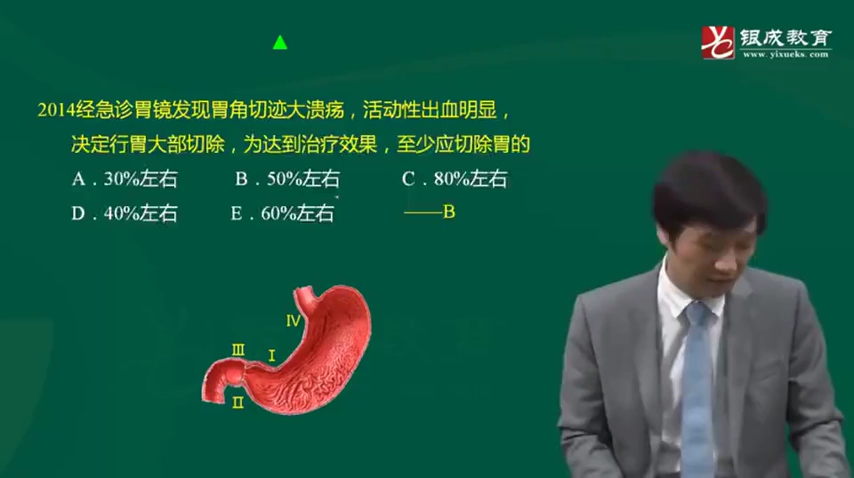 银成教育
www.yixueks.com
2014经急诊胃镜发现胃角切迹大溃疡，活动性出血明显，
决定行胃大部切除，为达到治疗效果，至少应切除胃的
A．30%左右 B．50%左右 C．80%左右
D．40%左右 E．60%左右 ——B
Ⅳ
Ⅲ Ⅰ
Ⅱ